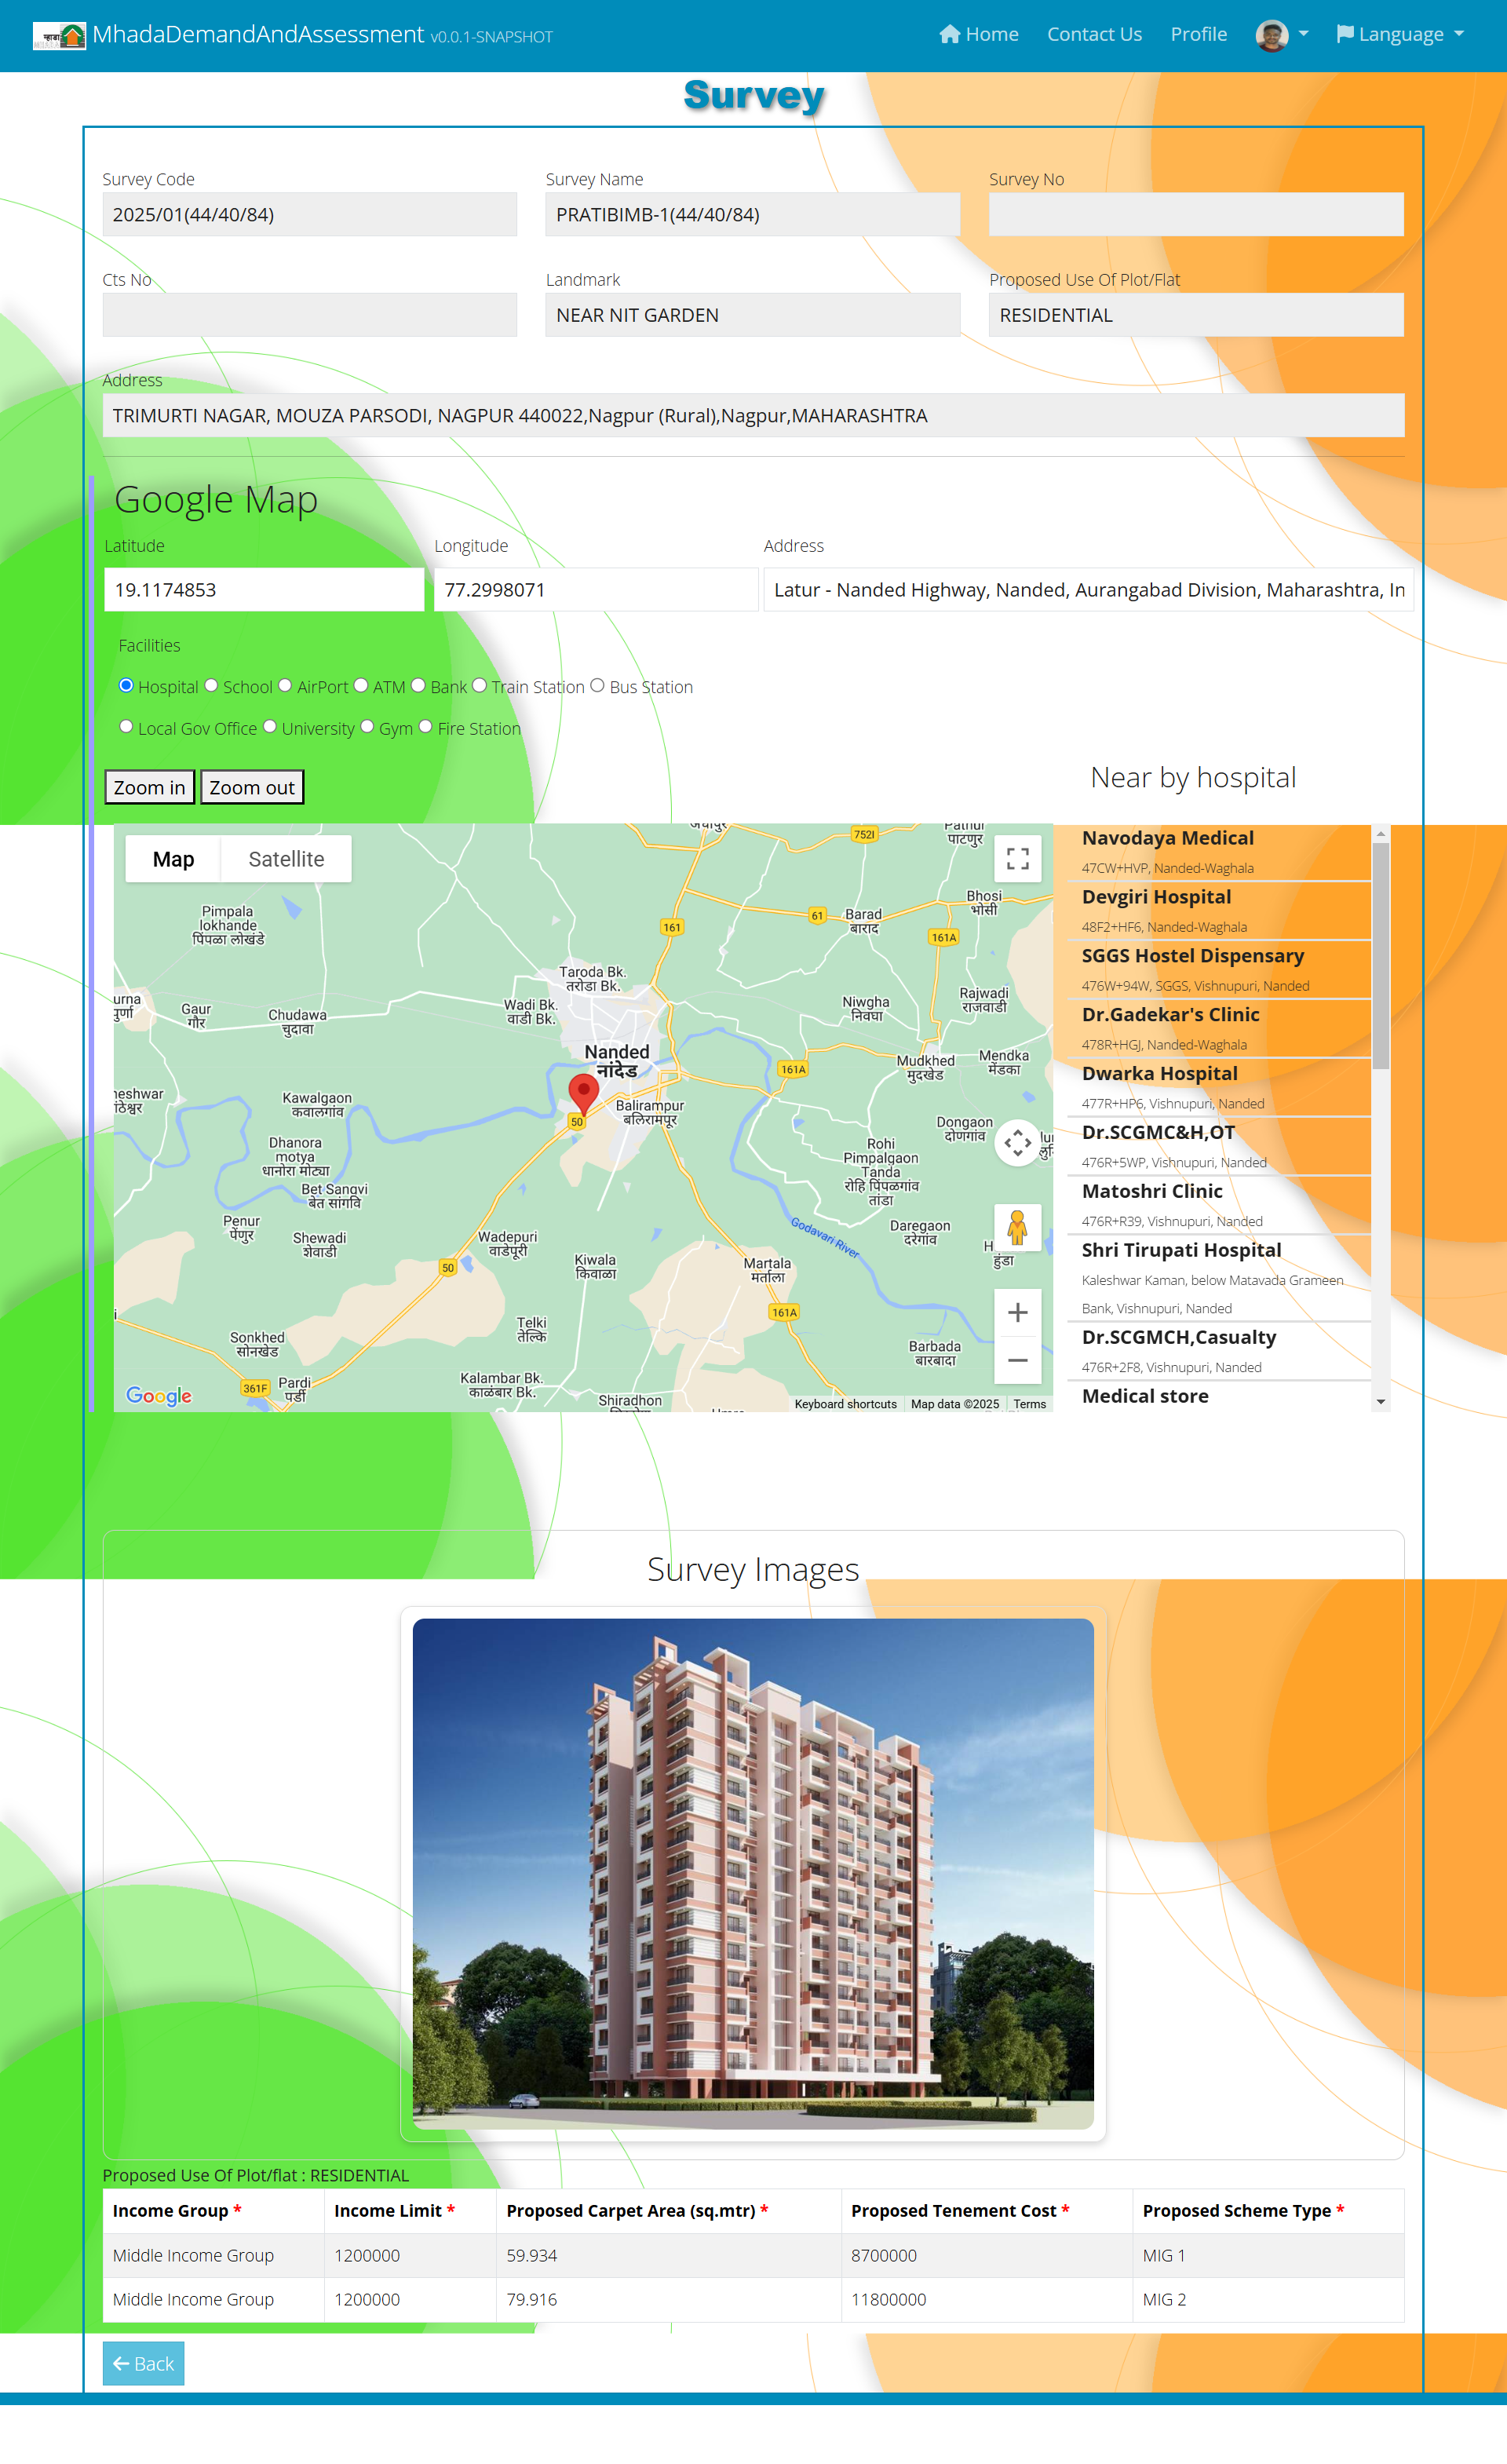 म्हाडा MhadaDemandAndAssessment v0.0.1-SNAPSHOT Home Contact Us Profile Language
Survey
Survey Code Survey Name Survey No
2025/01(44/40/84) PRATIBIMB-1(44/40/84)
Cts No Landmark Proposed Use Of Plot/Flat
NEAR NIT GARDEN RESIDENTIAL
Address
TRIMURTI NAGAR, MOUZA PARSODI, NAGPUR 440022,Nagpur (Rural),Nagpur,MAHARASHTRA
Google Map
Latitude Longitude Address
19.1174853 77.2998071 Latur - Nanded Highway, Nanded, Aurangabad Division, Maharashtra, In
Facilities
Hospital School AirPort ATM Bank Train Station Bus Station
Local Gov Office University Gym Fire Station
Zoom in Zoom out
Map Satellite
752I
Pathur
पाटणुर
Pimpala
lokhande
पिंपळा लोखंडे
161
61
Barad
बाराद
Bhosi
भोसी
161A
Taroda Bk.
तरोडा Bk.
urna
पुर्णा
Gaur
गौर
Chudawa
चुदावा
Wadi Bk.
वाडी Bk.
Niwgha
निवघा
Rajwadi
राजवाडी
Nanded
नांदेड
161A
Mudkhed
मुदखेड
Mendka
मेंडका
neshwar
Kawalgaon
कवालगांव
50
Balirampur
बलिरामपूर
Dongaon
दोणगांव
Dhanora
motya
धानोरा मोट्या
Rohi
Pimpalgaon
Tanda
रोहि पिंपळगांव
तांडा
Bet Sangvi
बेत सांगवि
Penur
पेंणुर
Shewadi
शेवाडी
Wadepuri
वाडेपूरी
Godavari River
Daregaon
दरेगांव
H
हुंडा
50
Kiwala
किवाळा
Martala
मर्ताला
161A
Sonkhed
सोनखेड
Telki
तेल्कि
Barbada
बारबादा
361F
Pardi
पर्डी
Kalambar Bk.
काळंबार Bk.
Shiradhon
Google
Keyboard shortcuts Map data ©2025 Terms
Near by hospital
Navodaya Medical
47CW+HVP, Nanded-Waghala
Devgiri Hospital
48F2+HF6, Nanded-Waghala
SGGS Hostel Dispensary
476W+94W, SGGS, Vishnupuri, Nanded
Dr.Gadekar's Clinic
478R+HGJ, Nanded-Waghala
Dwarka Hospital
477R+HP6, Vishnupuri, Nanded
Dr.SCGMC&H,OT
476R+5WP, Vishnupuri, Nanded
Matoshri Clinic
476R+R39, Vishnupuri, Nanded
Shri Tirupati Hospital
Kaleshwar Kaman, below Matavada Grameen
Bank, Vishnupuri, Nanded
Dr.SCGMCH,Casualty
476R+2F8, Vishnupuri, Nanded
Medical store
Survey Images
Proposed Use Of Plot/flat : RESIDENTIAL
Income Group * Income Limit * Proposed Carpet Area (sq.mtr) * Proposed Tenement Cost * Proposed Scheme Type *
Middle Income Group 1200000 59.934 8700000 MIG 1
Middle Income Group 1200000 79.916 11800000 MIG 2
Back